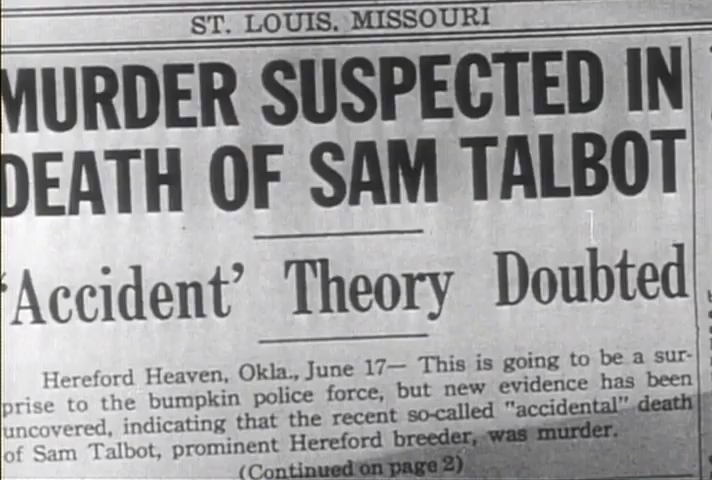 ST. LOUIS, MISSOURI
MURDER SUSPECTED IN
DEATH OF SAM TALBOT
'Accident' Theory Doubted
Hereford Heaven, Okla., June 17— This is going to be a sur-
prise to the bumpkin police force, but new evidence has been
uncovered, indicating that the recent so-called "accidental" death
of Sam Talbot, prominent Hereford breeder, was murder.
(Continued on page 2)